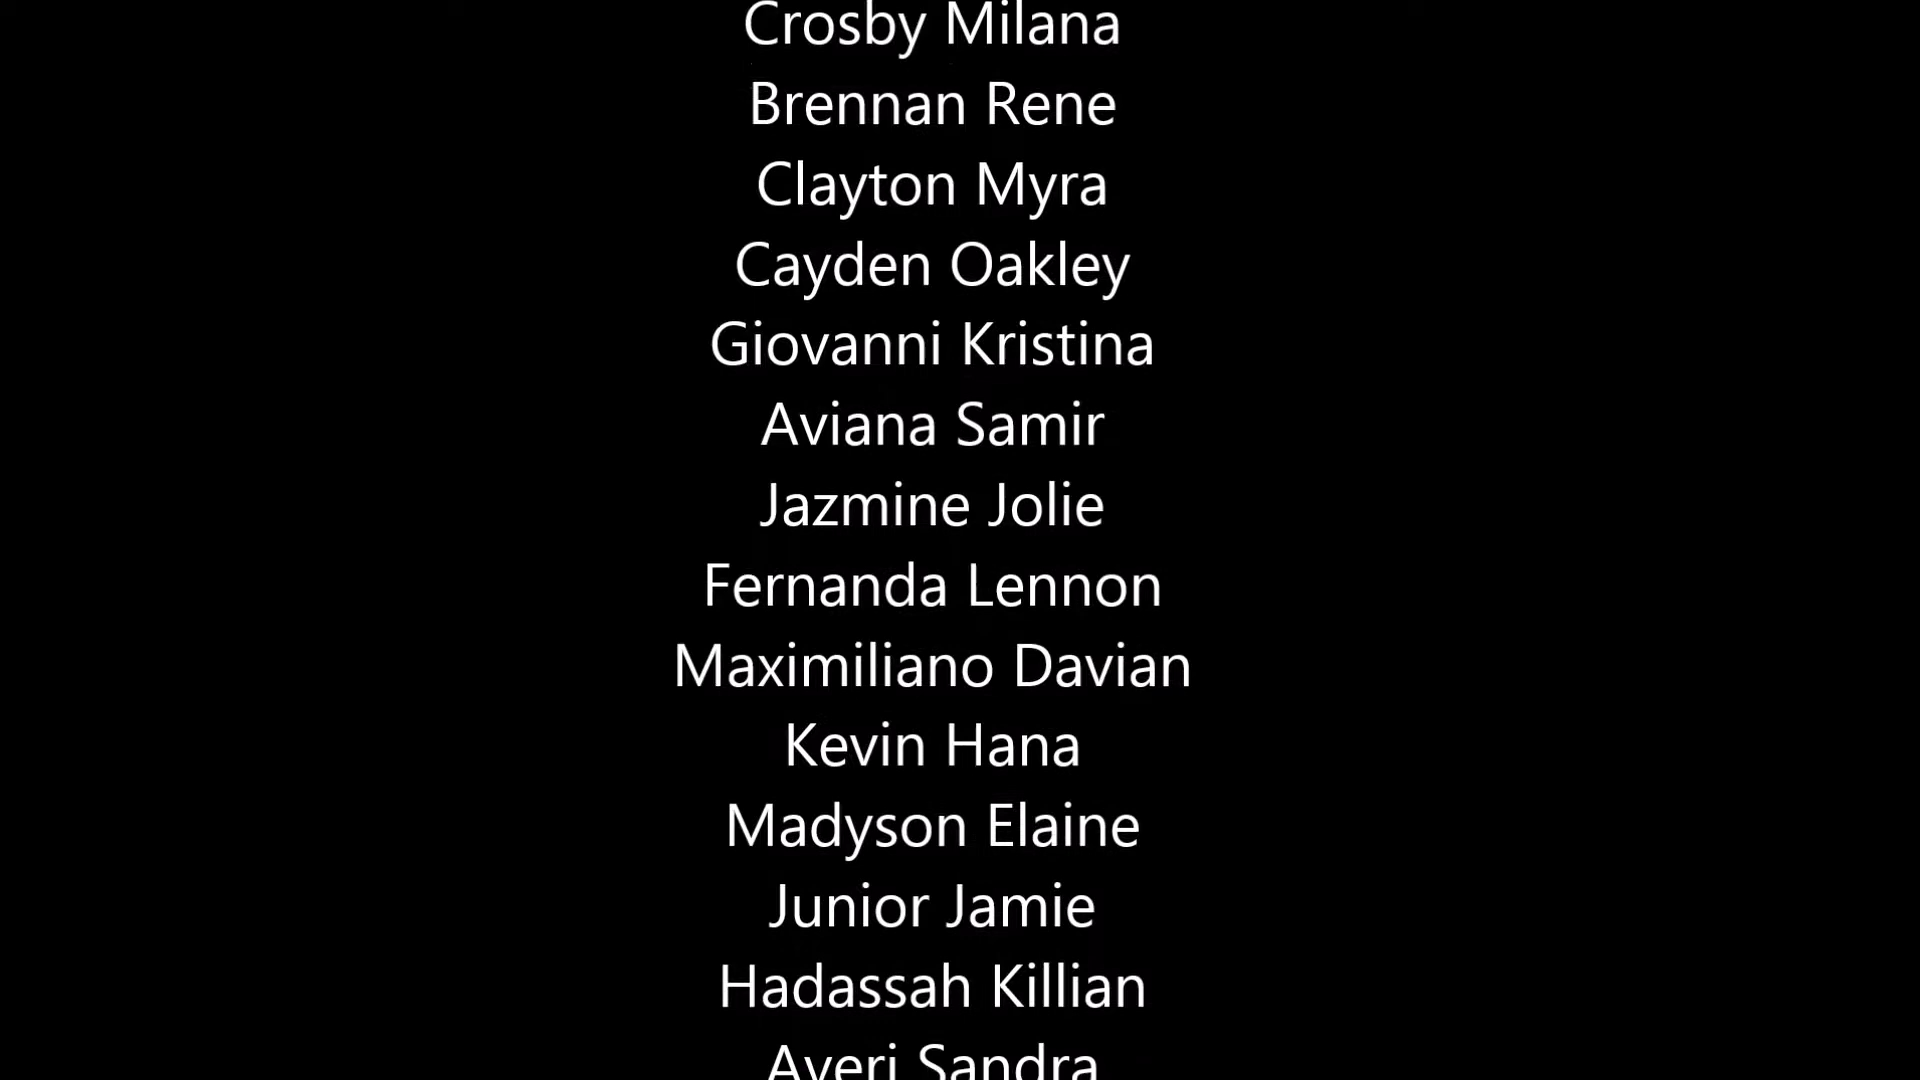 Crosby Milana
Brennan Rene
Clayton Myra
Cayden Oakley
Giovanni Kristina
Aviana Samir
Jazmine Jolie
Fernanda Lennon
Maximiliano Davian
Kevin Hana
Madyson Elaine
Junior Jamie
Hadassah Killian
Averi Sandra